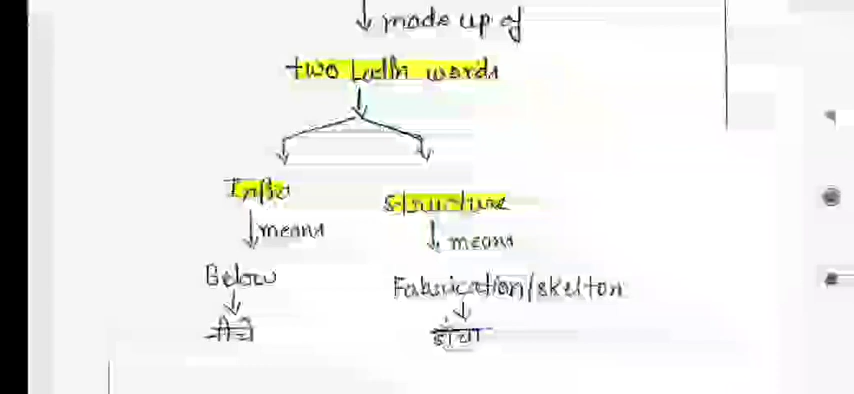 made up of
two Latin words
Infra
structure
means
means
Below
Fabrication/skelton
नीचे
ढांचा